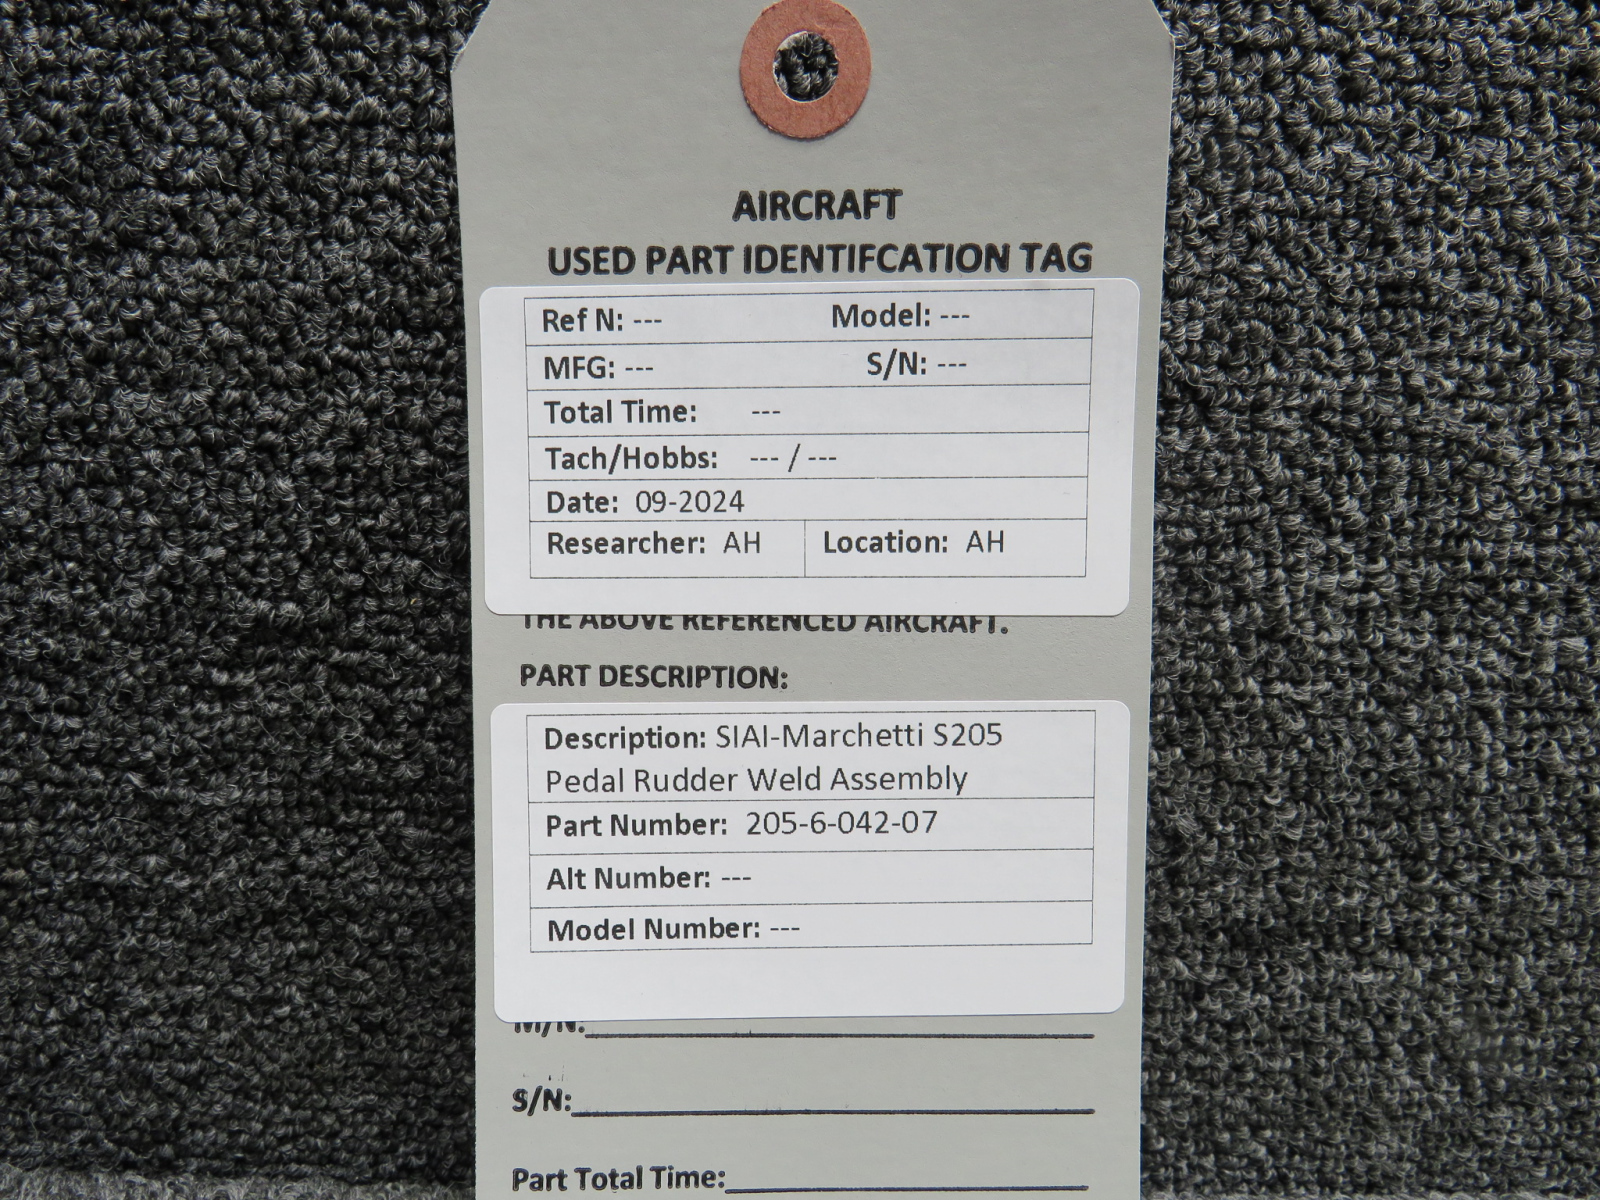 AIRCRAFT
USED PART IDENTIFCATION TAG
Ref N: --- Model: ---
MFG: --- S/N: ---
Total Time: ---
Tach/Hobbs: --- / ---
Date: 09-2024
Researcher: AH Location: AH
THE ABOVE REFERENCED AIRCRAFT.
PART DESCRIPTION:
Description: SIAI-Marchetti S205
Pedal Rudder Weld Assembly
Part Number: 205-6-042-07
Alt Number: ---
Model Number: ---
M/N:
S/N:
Part Total Time: